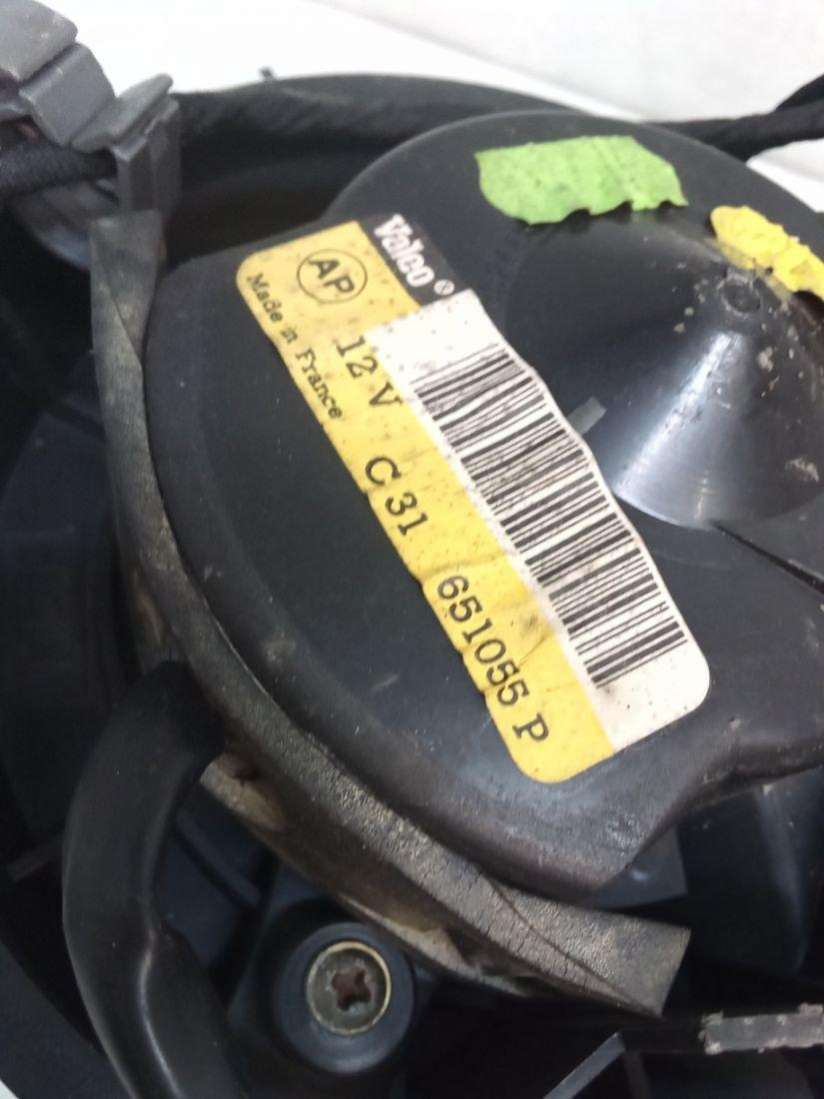 Valeo ®
AP
Made in France
12 V
C 31 651055 P